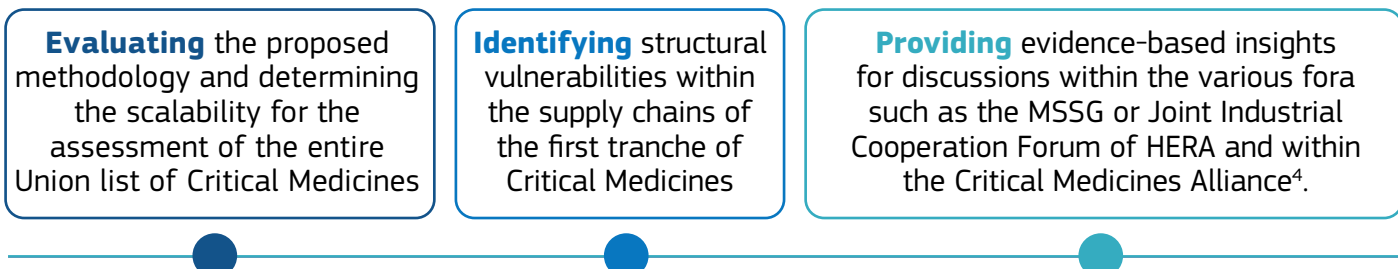 Evaluating the proposed
methodology and determining
the scalability for the
assessment of the entire
Union list of Critical Medicines
Identifying structural
vulnerabilities within
the supply chains of
the first tranche of
Critical Medicines
Providing evidence-based insights
for discussions within the various fora
such as the MSSG or Joint Industrial
Cooperation Forum of HERA and within
the Critical Medicines Alliance⁴.